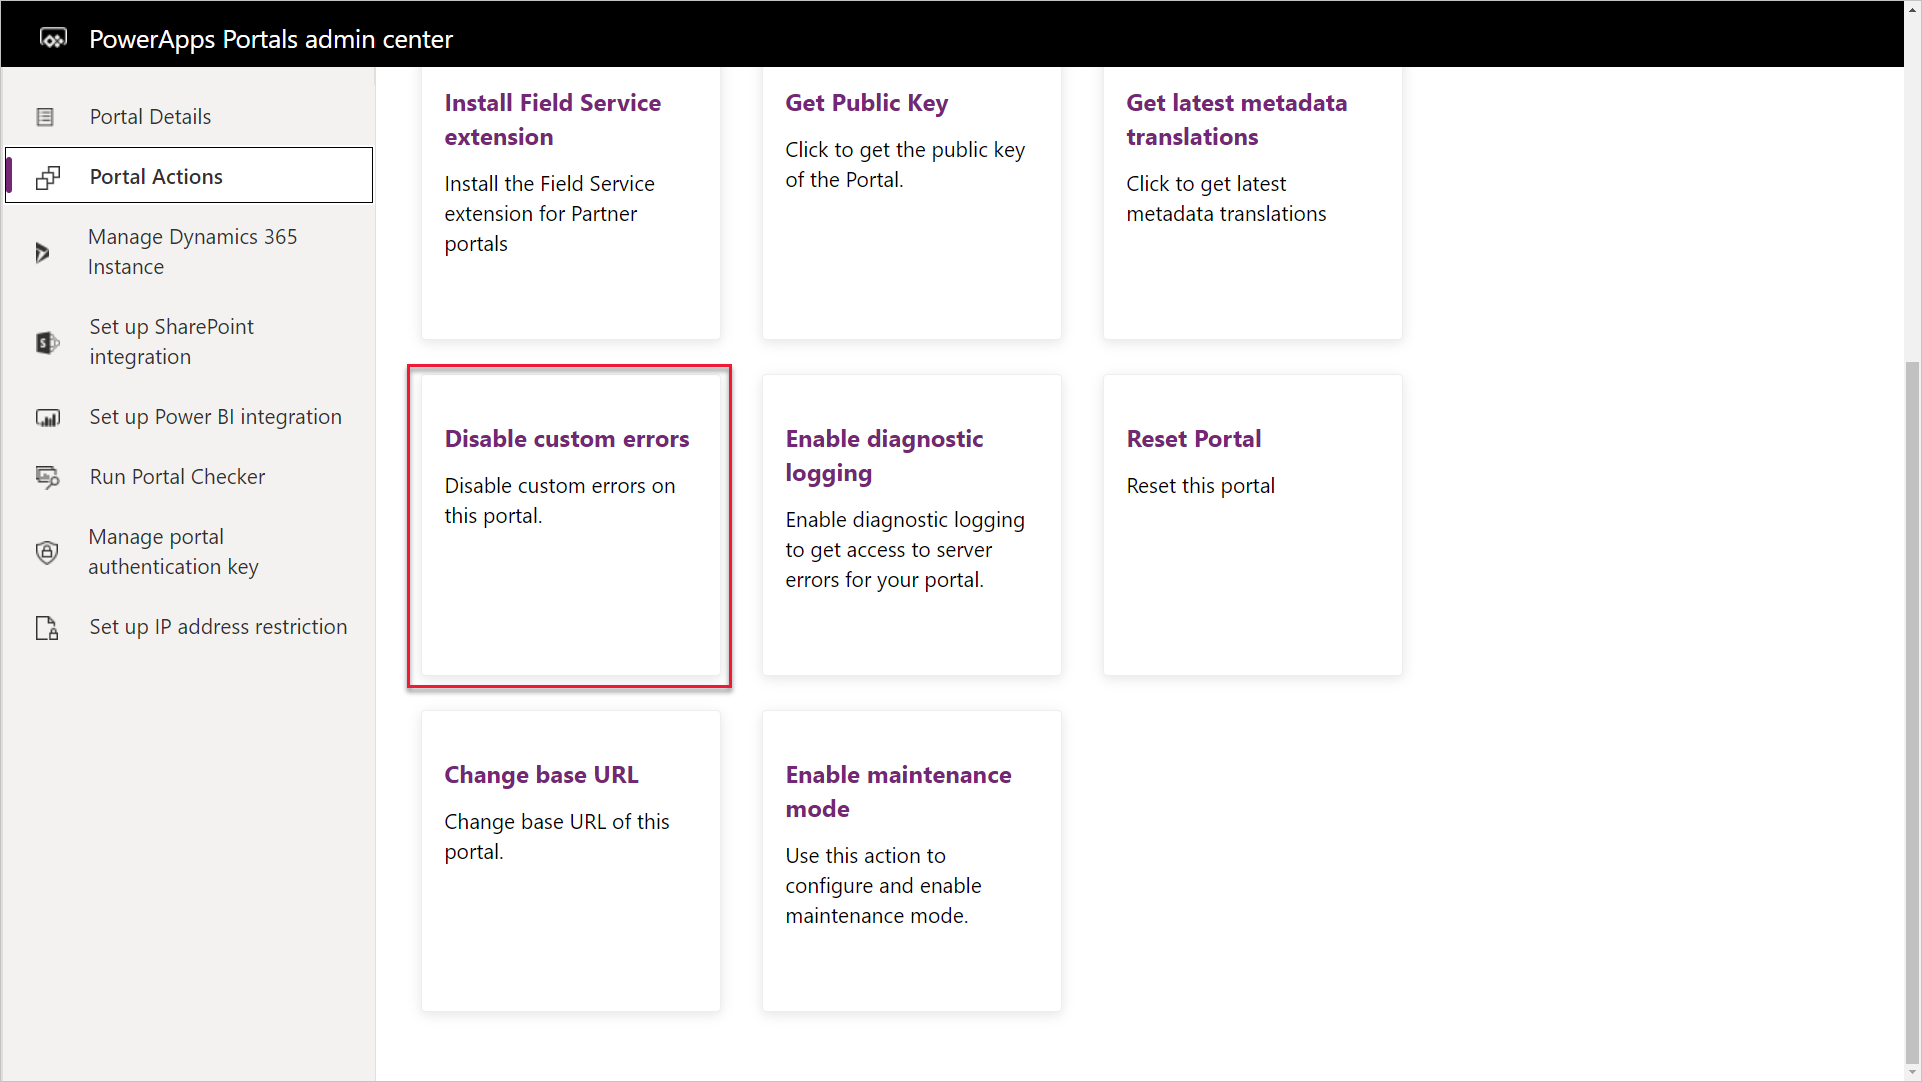 PowerApps Portals admin center
Portal Details
Portal Actions
Manage Dynamics 365
Instance
Set up SharePoint
integration
Set up Power BI integration
Run Portal Checker
Manage portal
authentication key
Set up IP address restriction
Install Field Service
extension
Install the Field Service
extension for Partner
portals
Get Public Key
Click to get the public key
of the Portal.
Get latest metadata
translations
Click to get latest
metadata translations
Disable custom errors
Disable custom errors on
this portal.
Enable diagnostic
logging
Enable diagnostic logging
to get access to server
errors for your portal.
Reset Portal
Reset this portal
Change base URL
Change base URL of this
portal.
Enable maintenance
mode
Use this action to
configure and enable
maintenance mode.